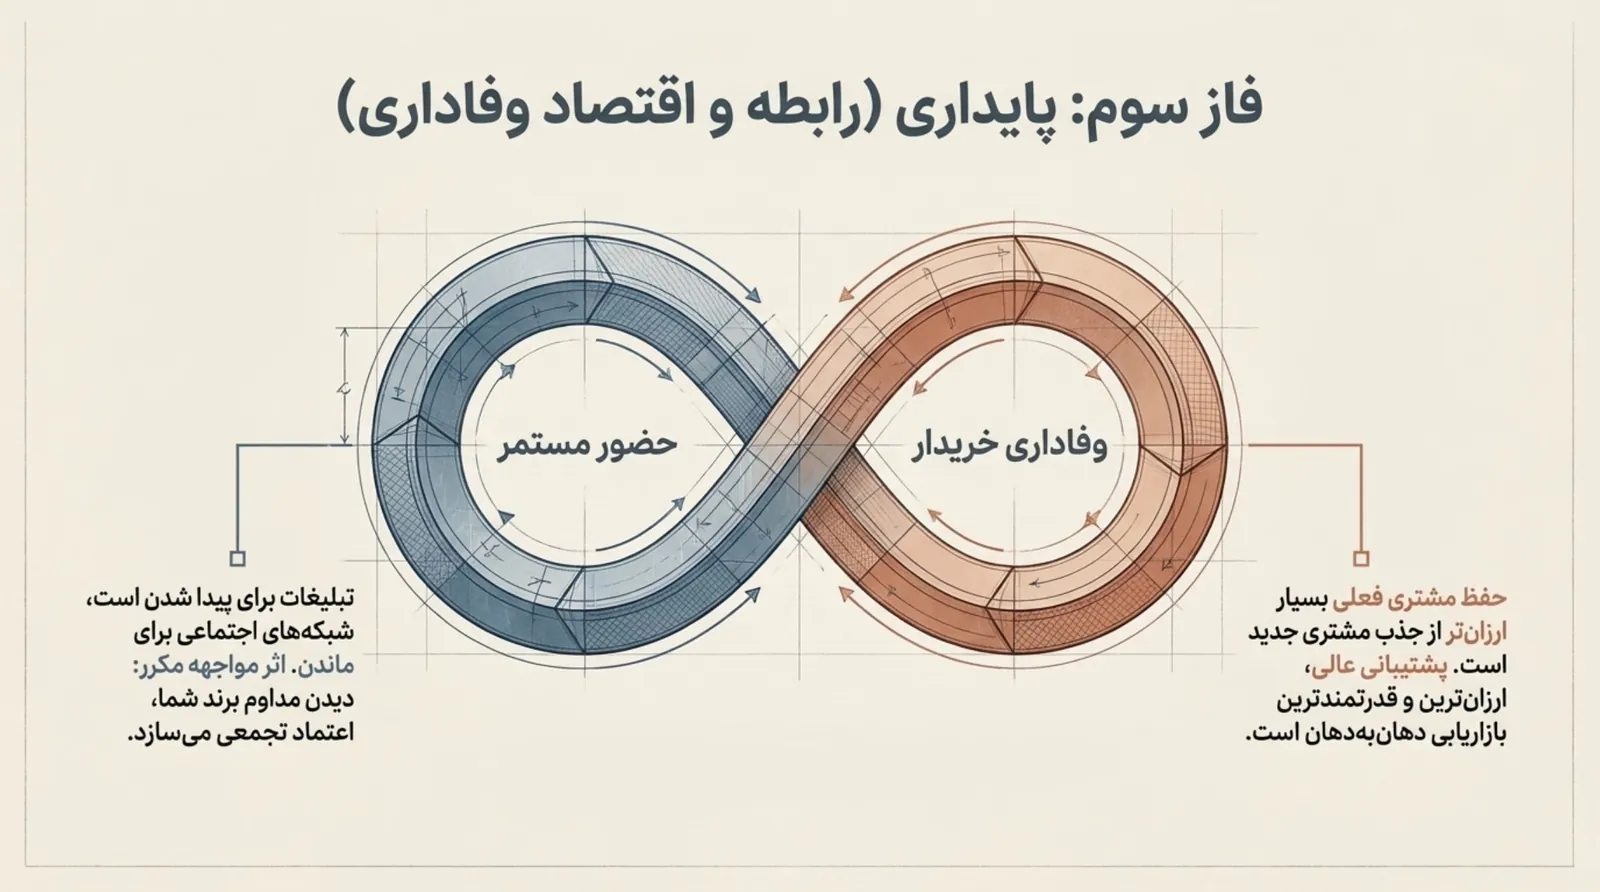 فاز سوم: پایداری (رابطه و اقتصاد وفاداری)
وفاداری خریدار
حضور مستمر
حفظ مشتری فعلی بسیار
ارزان‌تر از جذب مشتری جدید
است. پشتیبانی عالی،
ارزان‌ترین و قدرتمندترین
بازاریابی دهان‌به‌دهان است.
تبلیغات برای پیدا شدن است،
شبکه‌های اجتماعی برای
ماندن. اثر مواجهه مکرر:
دیدن مداوم برند شما،
اعتماد تجمعی می‌سازد.